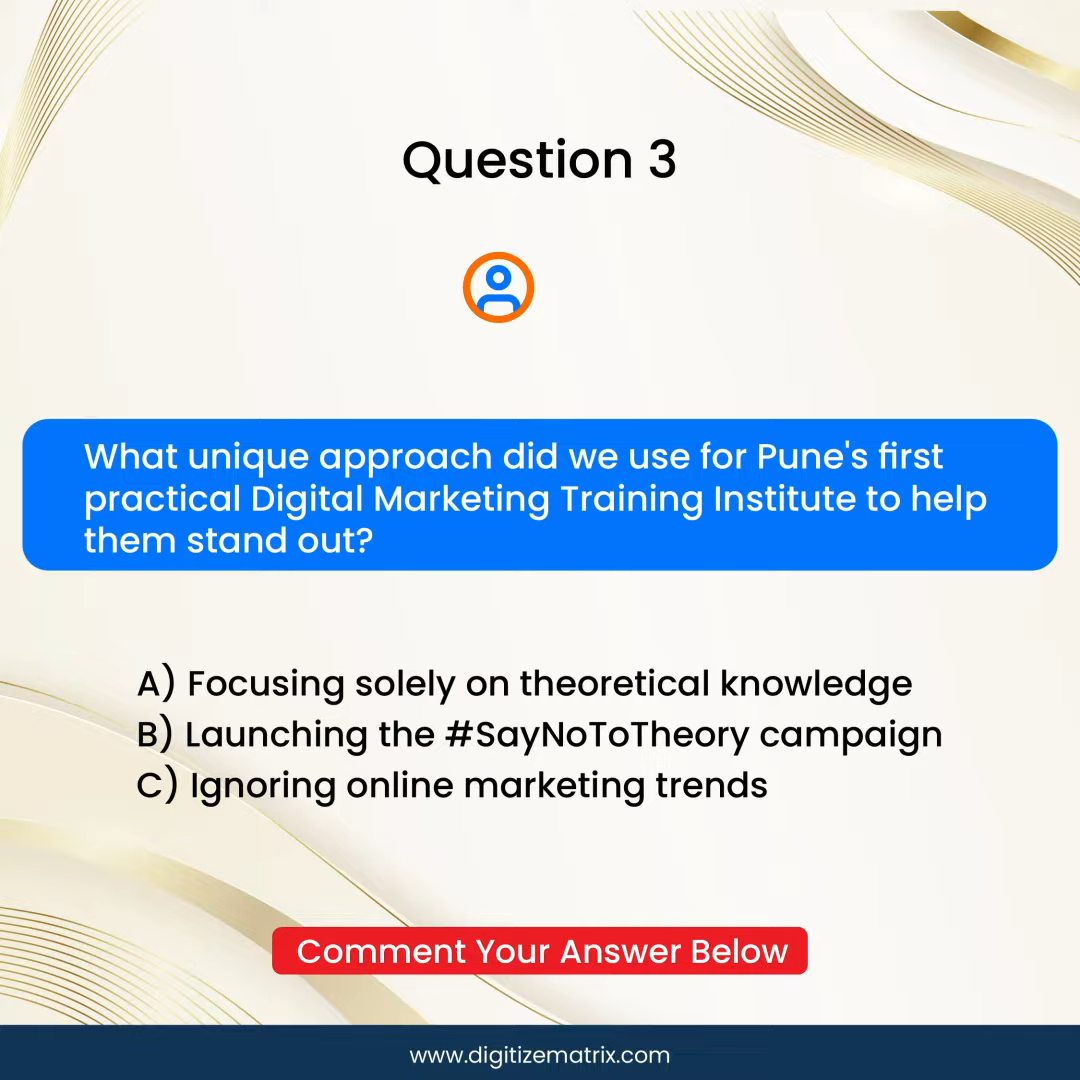 Question 3
What unique approach did we use for Pune's first
practical Digital Marketing Training Institute to help
them stand out?
A) Focusing solely on theoretical knowledge
B) Launching the #SayNoToTheory campaign
C) Ignoring online marketing trends
Comment Your Answer Below
www.digitizematrix.com